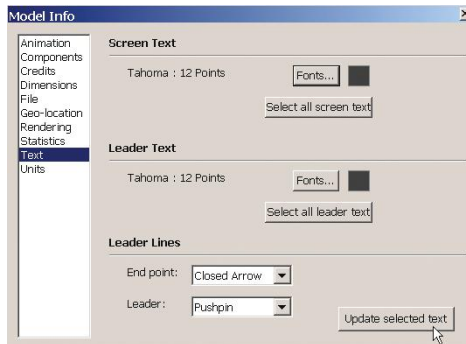 Model Info
Animation
Components
Credits
Dimensions
File
Geo-location
Rendering
Statistics
Text
Units
Screen Text
Tahoma : 12 Points
Fonts...
Select all screen text
Leader Text
Tahoma : 12 Points
Fonts...
Select all leader text
Leader Lines
End point: Closed Arrow
Leader: Pushpin
Update selected text